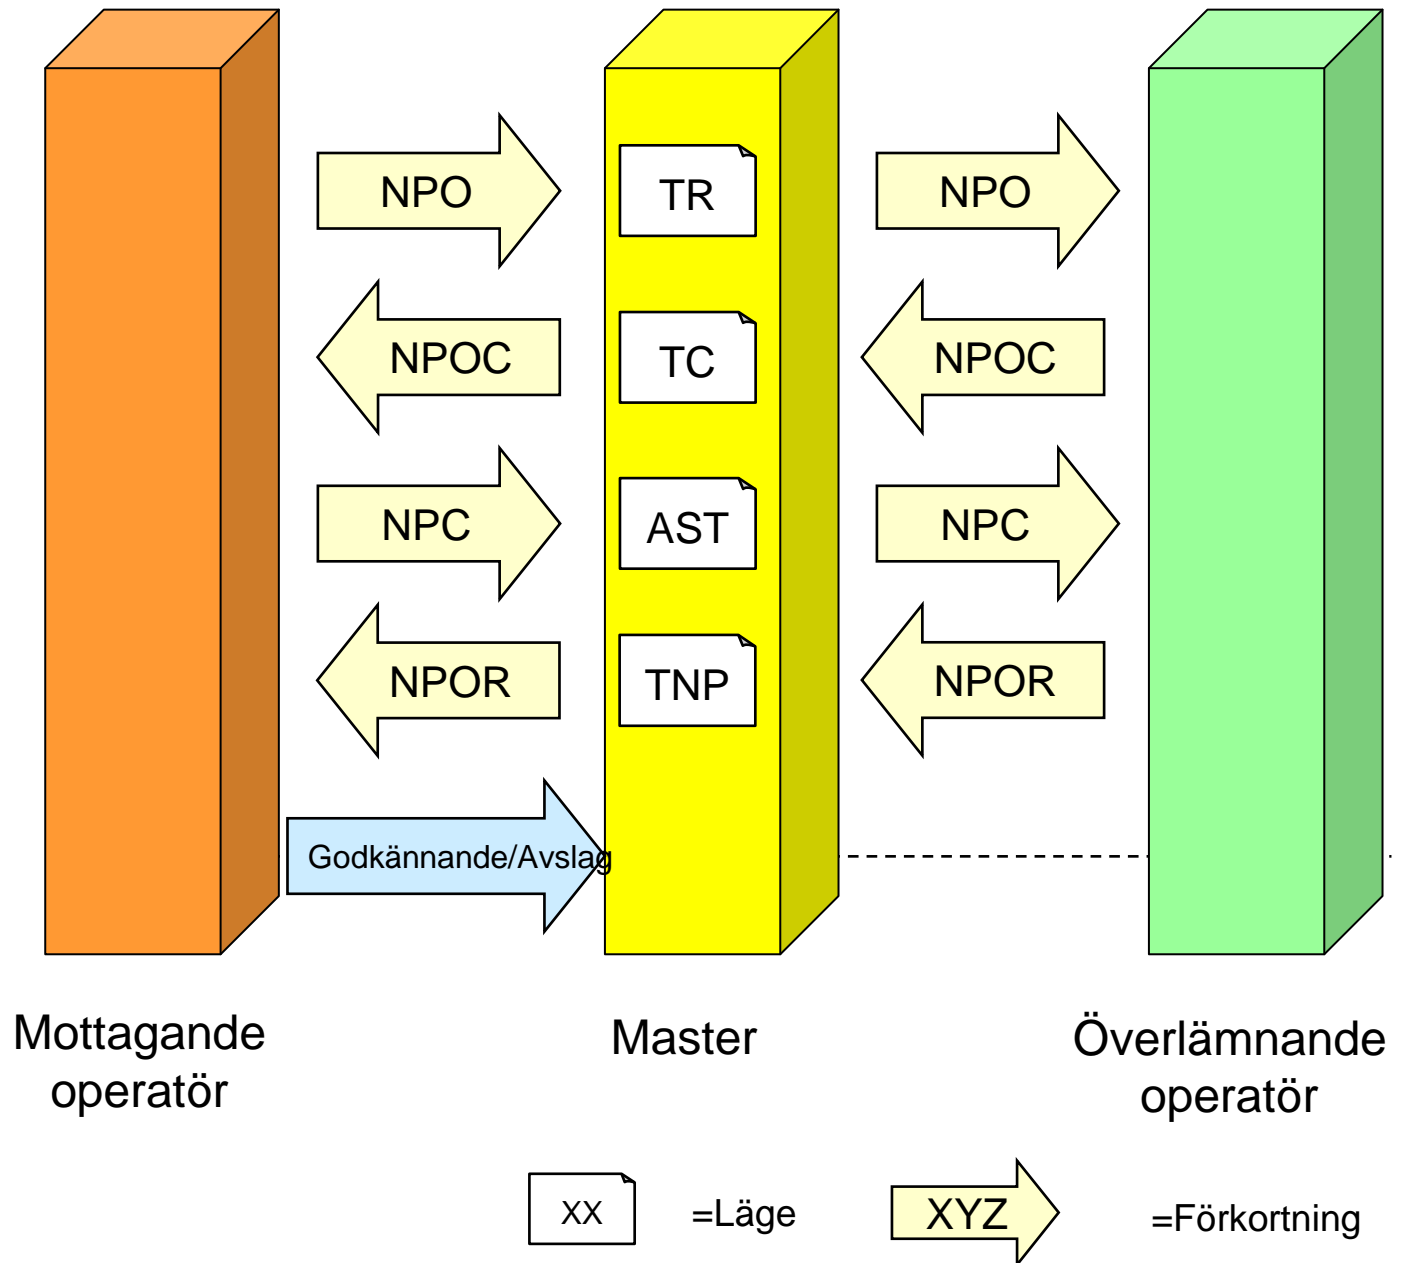 NPO
TR
NPO
NPOC
TC
NPOC
NPC
AST
NPC
NPOR
TNP
NPOR
Godkännande/Avslag
Mottagande
operatör
Master
Överlämnande
operatör
XX
=Läge
XYZ
=Förkortning